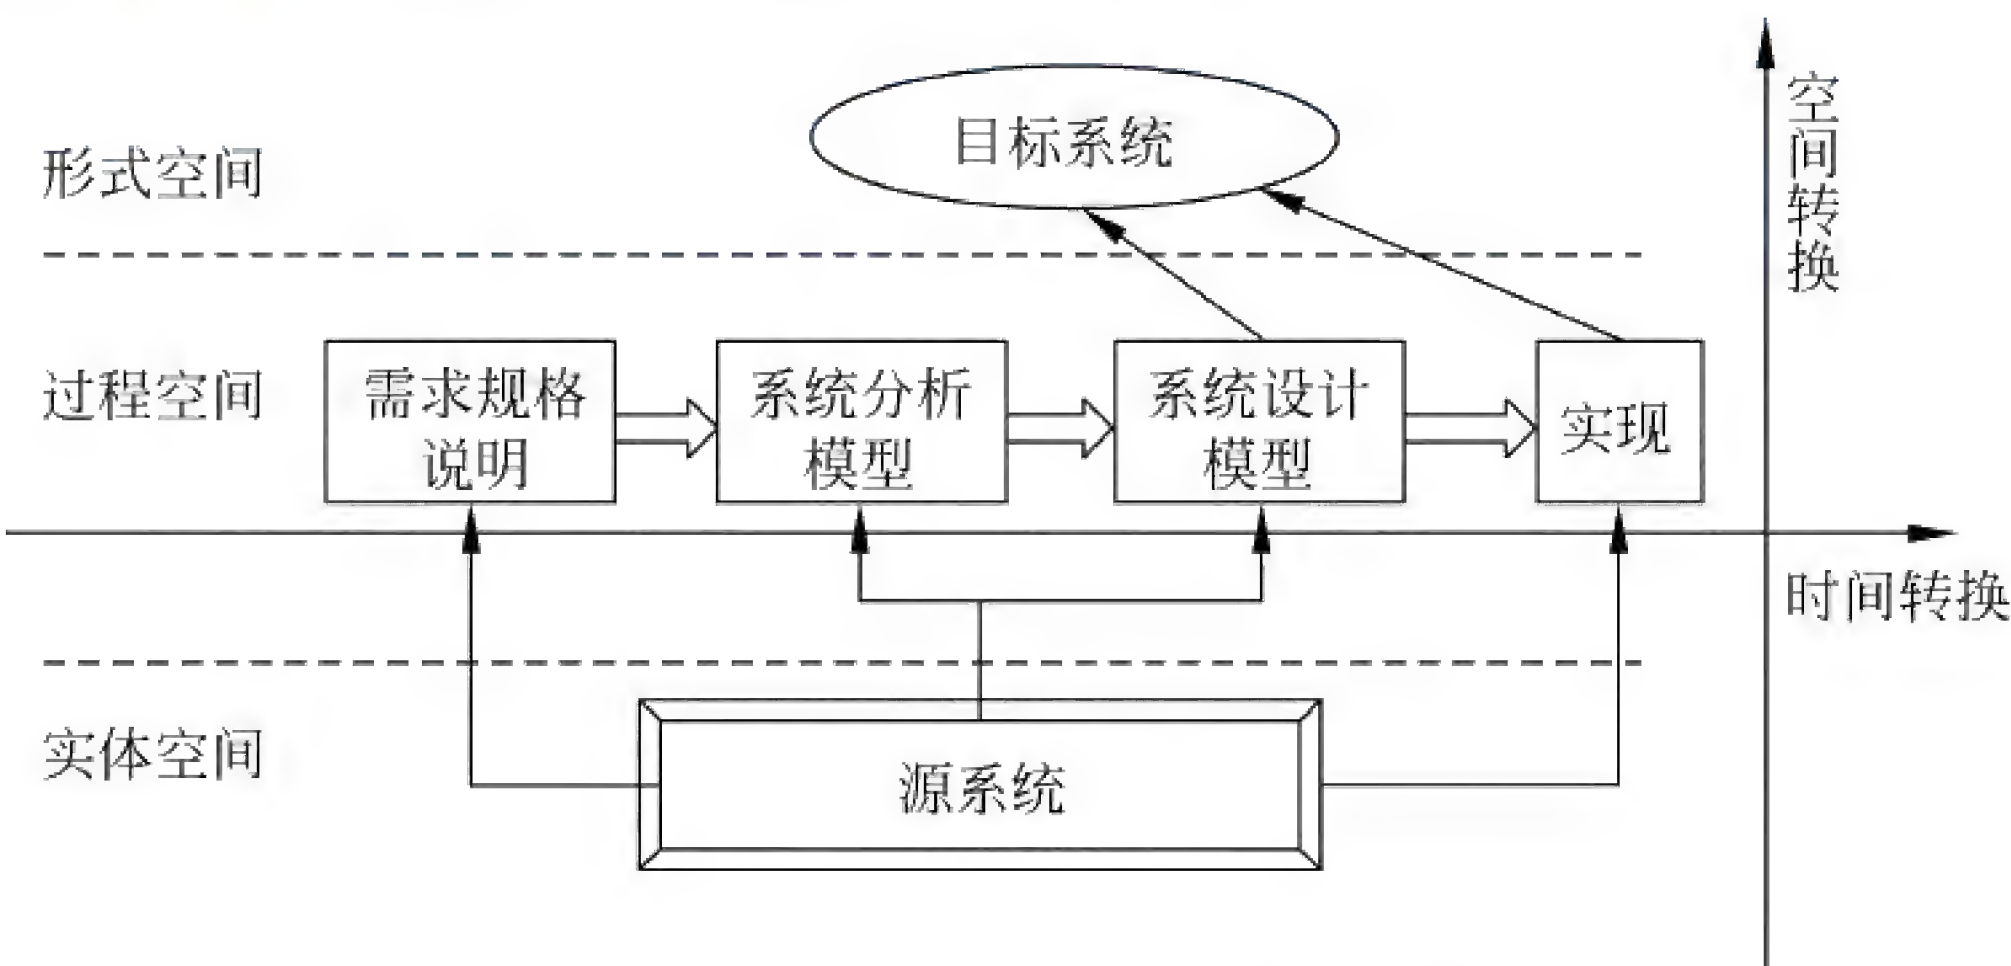 目标系统
形式空间
空间转换
过程空间
需求规格
说明
系统分析
模型
系统设计
模型
实现
时间转换
实体空间
源系统